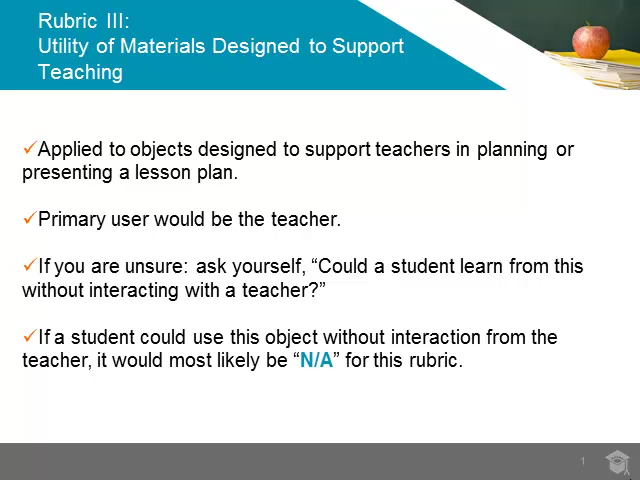 Rubric III:
Utility of Materials Designed to Support
Teaching
✓Applied to objects designed to support teachers in planning or
presenting a lesson plan.
✓Primary user would be the teacher.
✓If you are unsure: ask yourself, “Could a student learn from this
without interacting with a teacher?”
✓If a student could use this object without interaction from the
teacher, it would most likely be “N/A” for this rubric.
1